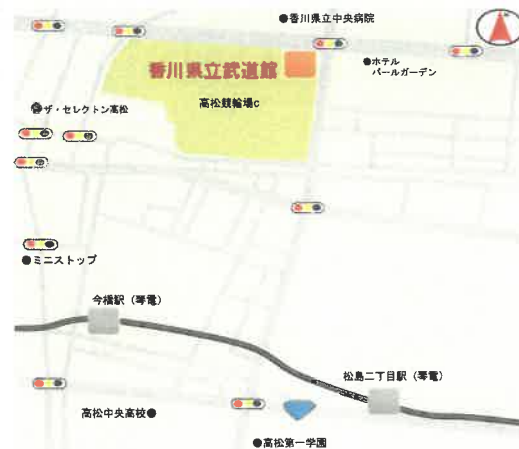 ●香川県立中央病院
●ホテル
パールガーデン
香川県立武道館
高松競輪場c
ザ・セレクトン高松
●ミニストップ
今橋駅（琴電）
松島二丁目駅（琴電）
高松中央高校●
●高松第一学園